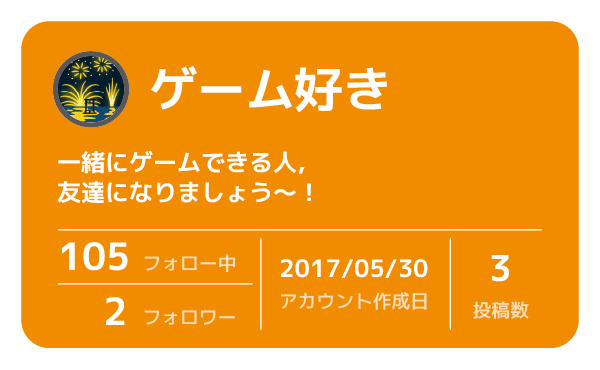 ゲーム好き
一緒にゲームできる人,
友達になりましょう〜！
105 フォロー中
2 フォロワー
2017/05/30
アカウント作成日
3
投稿数